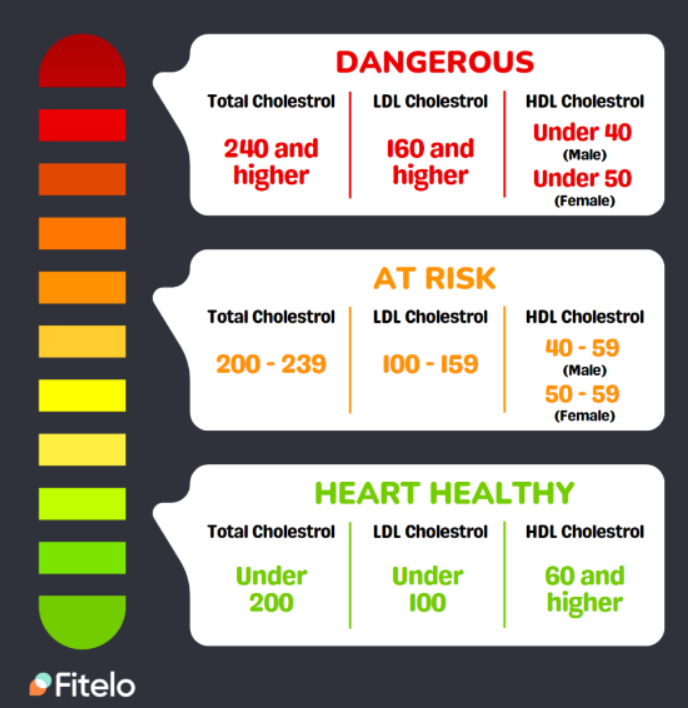 DANGEROUS
Total Cholestrol
240 and
higher
LDL Cholestrol
160 and
higher
HDL Cholestrol
Under 40
(Male)
Under 50
(Female)
AT RISK
Total Cholestrol
200 - 239
LDL Cholestrol
100 - 159
HDL Cholestrol
40 - 59
(Male)
50 - 59
(Female)
HEART HEALTHY
Total Cholestrol
Under
200
LDL Cholestrol
Under
100
HDL Cholestrol
60 and
higher
Fitelo